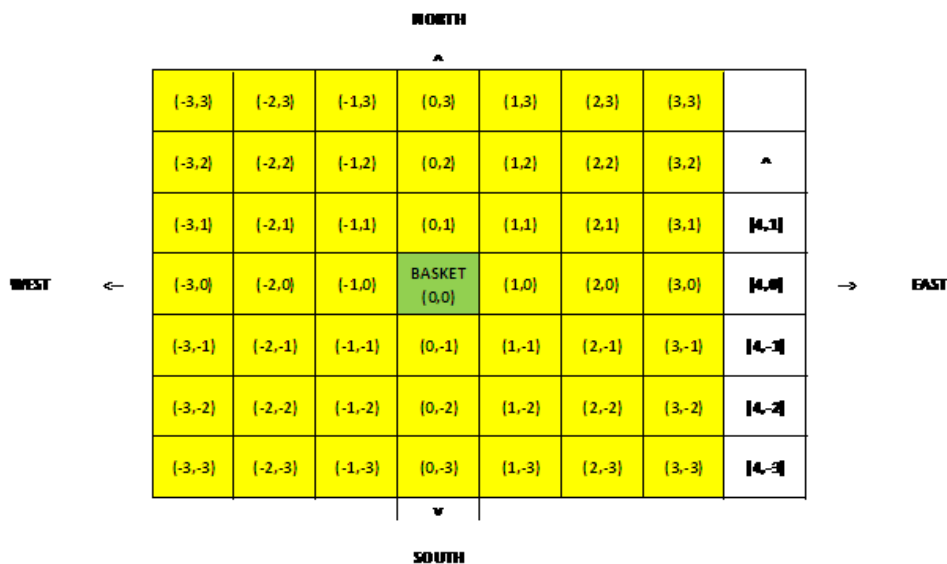 NORTH
^
(-3,3) (-2,3) (-1,3) (0,3) (1,3) (2,3) (3,3)
(-3,2) (-2,2) (-1,2) (0,2) (1,2) (2,2) (3,2) ^
(-3,1) (-2,1) (-1,1) (0,1) (1,1) (2,1) (3,1) (4,1)
WEST <-- (-3,0) (-2,0) (-1,0) BASKET (1,0) (2,0) (3,0) (4,0) --> EAST
(0,0)
(-3,-1) (-2,-1) (-1,-1) (0,-1) (1,-1) (2,-1) (3,-1) (4,-1)
(-3,-2) (-2,-2) (-1,-2) (0,-2) (1,-2) (2,-2) (3,-2) (4,-2)
(-3,-3) (-2,-3) (-1,-3) (0,-3) (1,-3) (2,-3) (3,-3) (4,-3)
v
SOUTH